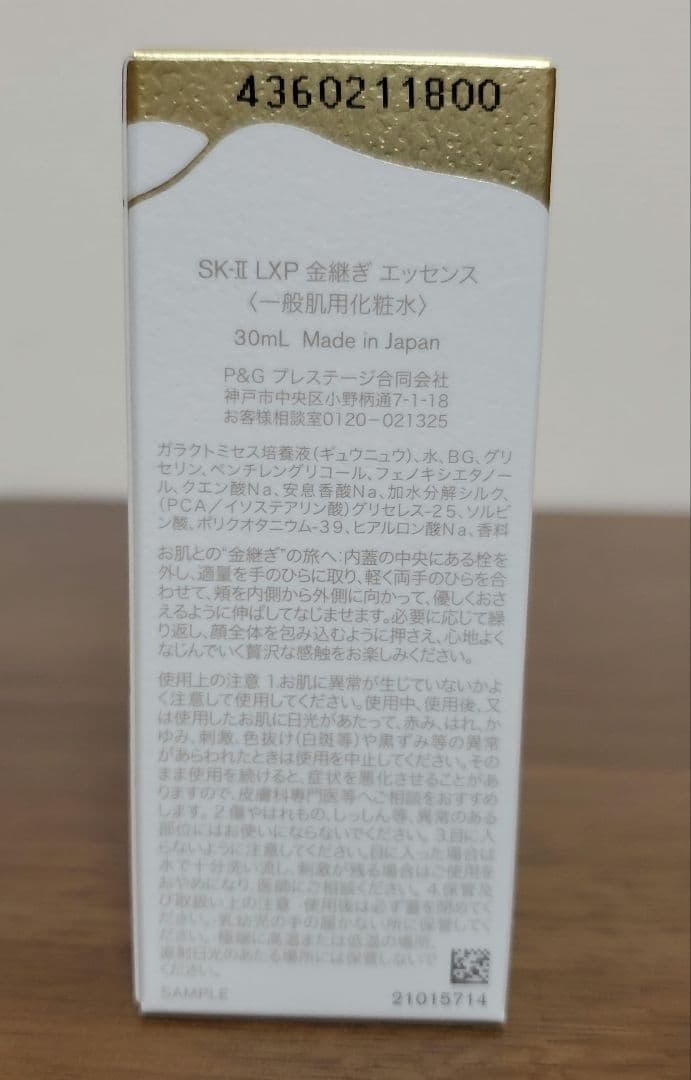 4360211800
SK-II LXP 金継ぎ エッセンス
〈一般肌用化粧水〉
30mL Made in Japan
P&G プレステージ合同会社
神戸市中央区小野柄通7-1-18
お客様相談室0120-021325
ガラクトミセス培養液(ギュウニュウ)、水、BG、グリ
セリン、ペンチレングリコール、フェノキシエタノー
ル、クエン酸Na、安息香酸Na、加水分解シルク、
(PCA/イソステアリン酸)グリセレス-25、ソルビ
ン酸、ポリクオタニウム-39、ヒアルロン酸Na、香料
お肌との"金継ぎ"の旅へ:内蓋の中央にある栓を
外し、適量を手のひらに取り、軽く両手のひらを合
わせて、頬を内側から外側に向かって、優しくおさ
えるように伸ばしてなじませます。必要に応じて繰
り返し、顔全体を包み込むように押さえ、心地よく
なじんでいく贅沢な感触をお楽しみください。
使用上の注意 1.お肌に異常が生じていないかよ
く注意して使用してください。使用中、使用後、又
は使用したお肌に日光があたって、赤み、はれ、か
ゆみ、刺激、色抜け(白斑等)や黒ずみ等の異常
があらわれたときは使用を中止してください。その
まま使用を続けると、症状を悪化させることがあ
りますので、皮膚科専門医等へご相談をおすすめ
します。2.傷やはれもの、しっしん等、異常のある
部位にはお使いにならないでください。3.目に入
らないように注意してください。目に入った場合は
水で十分洗い流し、刺激が残る場合はご使用を
おやめになり、医師にご相談ください。4.保管及
び取扱い上の注意 使用後は必ず蓋を閉めてく
ださい。乳幼児の手の届かない所に保管してく
ださい。極端に高温または低温の場所、
直射日光のあたる場所には保管しないで
ください。
SAMPLE
21015714